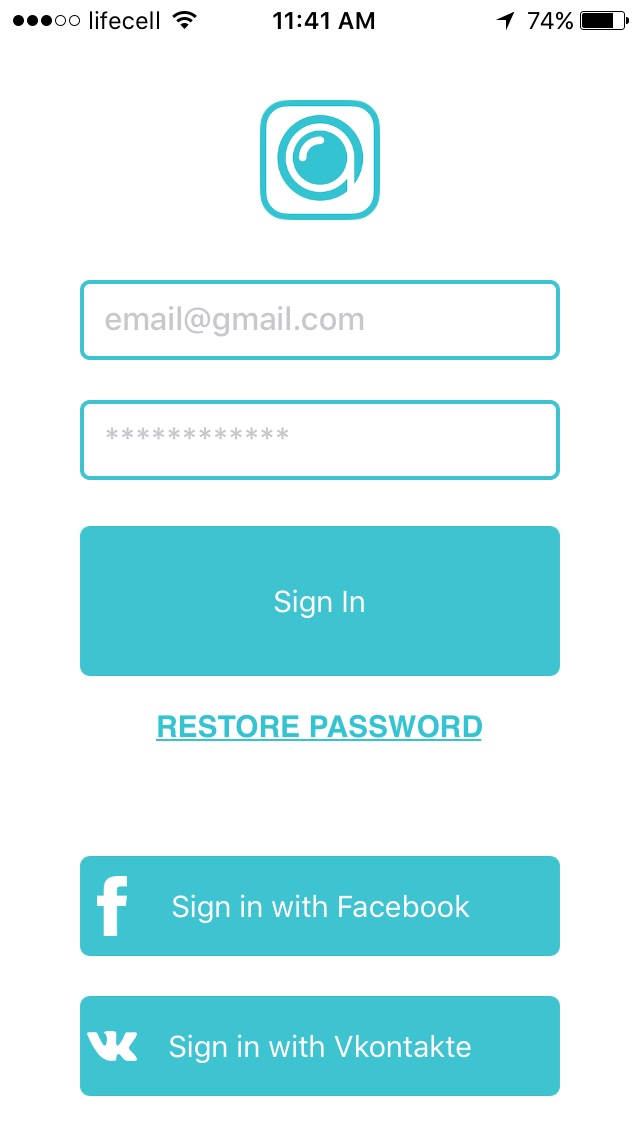 lifecell 11:41 AM 74%
email@gmail.com
************
Sign In
RESTORE PASSWORD
Sign in with Facebook
Sign in with Vkontakte